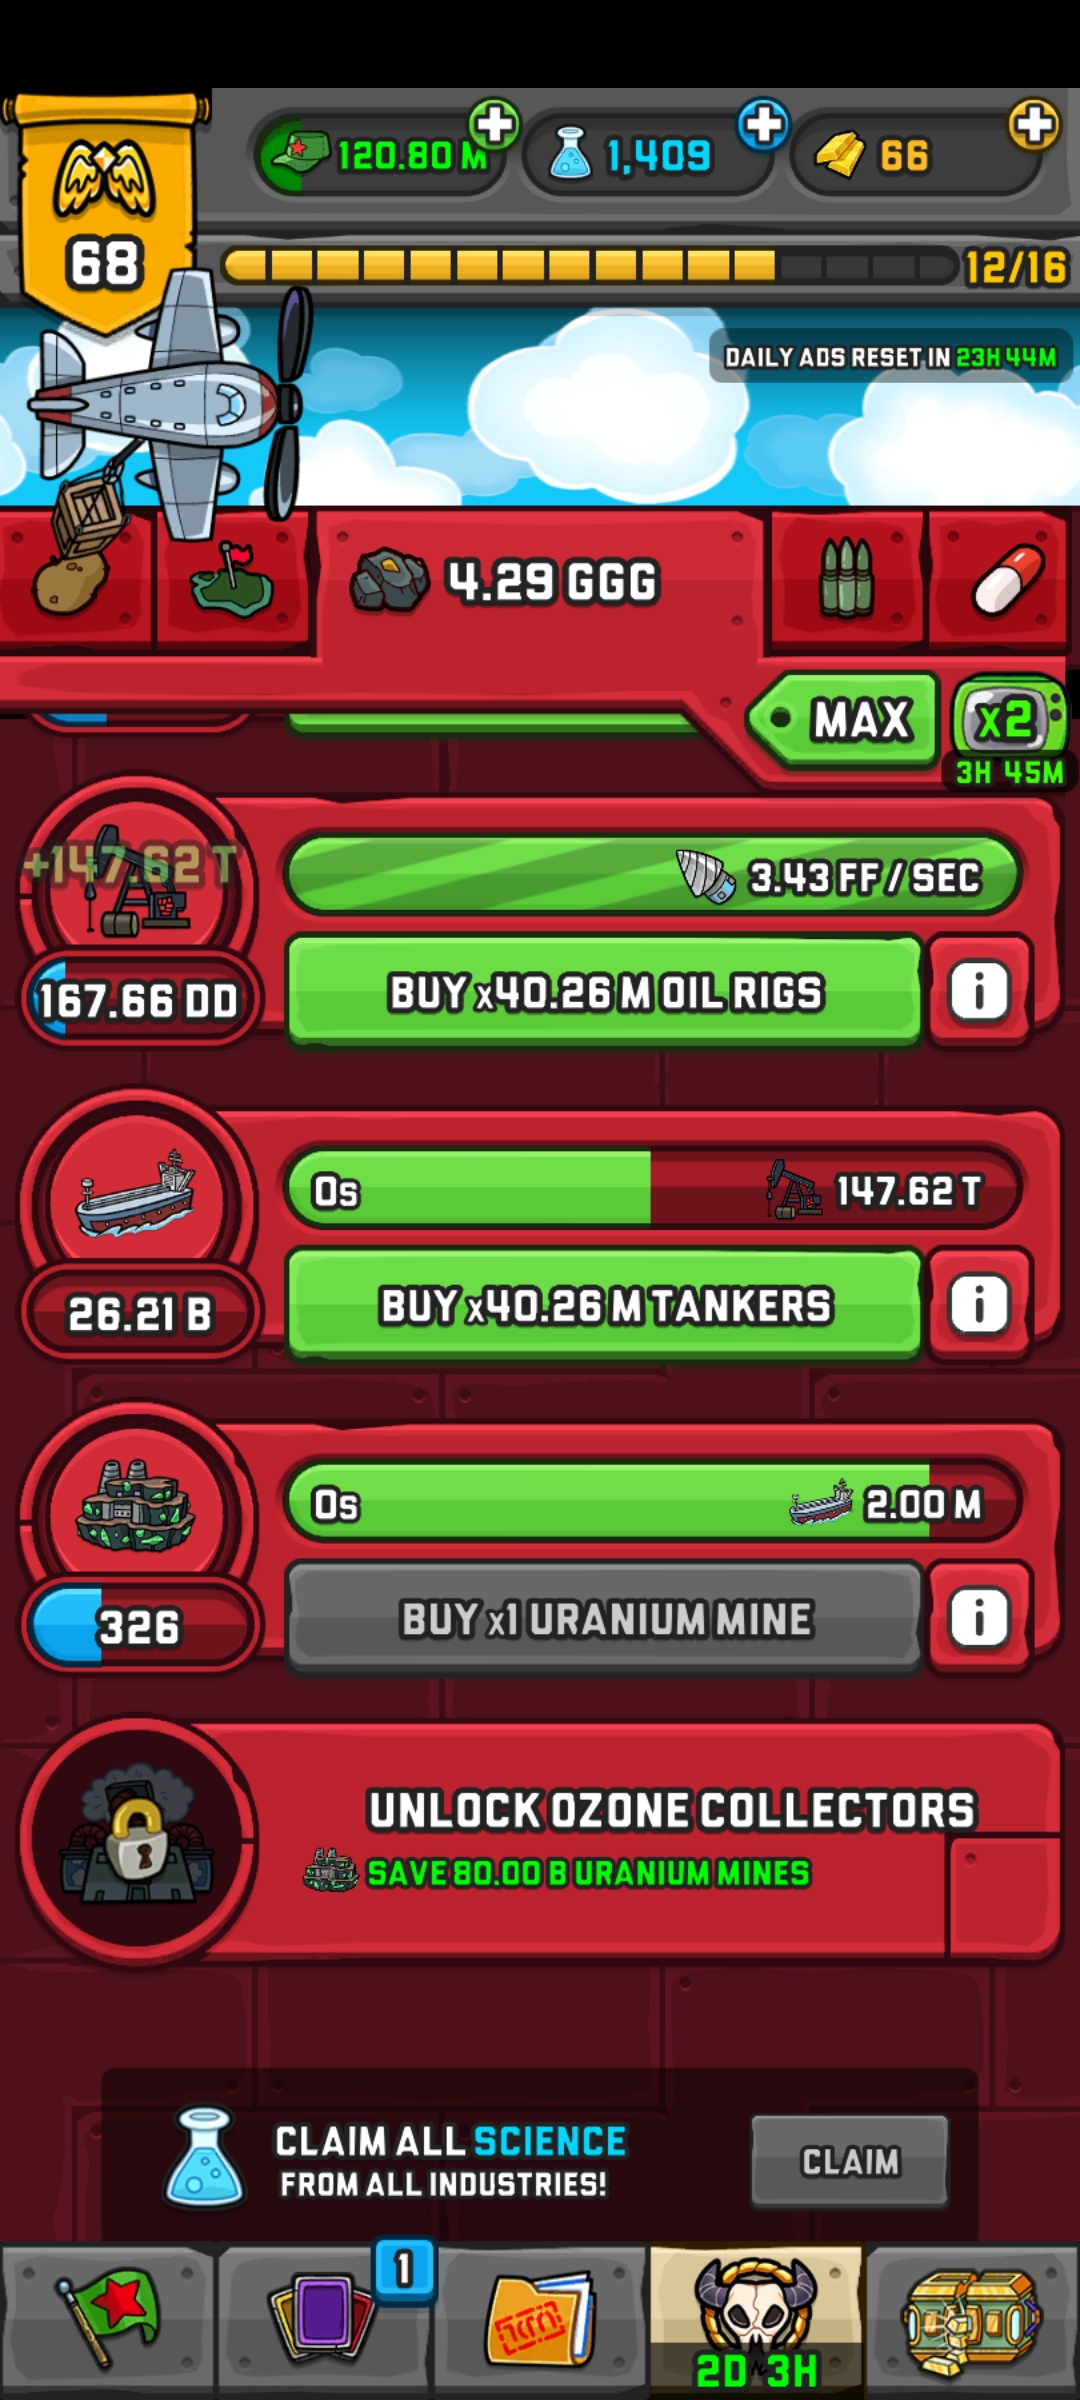 120.80 M
1,409
66
68
12/16
DAILY ADS RESET IN 23H 44M
4.29 GGG
MAX
x2
3H 45M
+147.62 T
3.43 FF / SEC
167.66 DD
BUY x40.26 M OIL RIGS
i
0s
147.62 T
26.21 B
BUY x40.26 M TANKERS
i
0s
2.00 M
326
BUY x1 URANIUM MINE
i
UNLOCK OZONE COLLECTORS
SAVE 80.00 B URANIUM MINES
CLAIM ALL SCIENCE
FROM ALL INDUSTRIES!
CLAIM
1
2D 3H